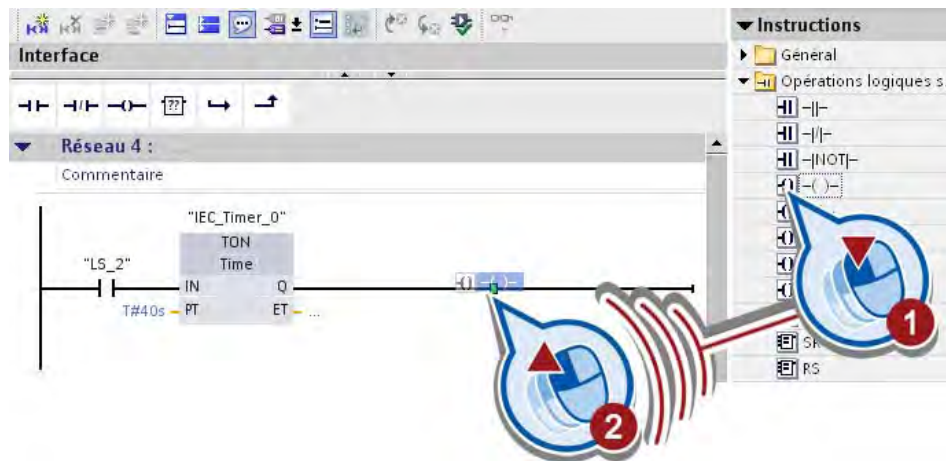 Interface
Instructions
Général
Opérations logiques s
-||-
-|/|-
-|NOT|-
-( )-
Réseau 4 :
Commentaire
"IEC_Timer_0"
TON
Time
"LS_2"
IN
Q
T#40s
PT
ET
...
-( )-
SR
RS
1
2